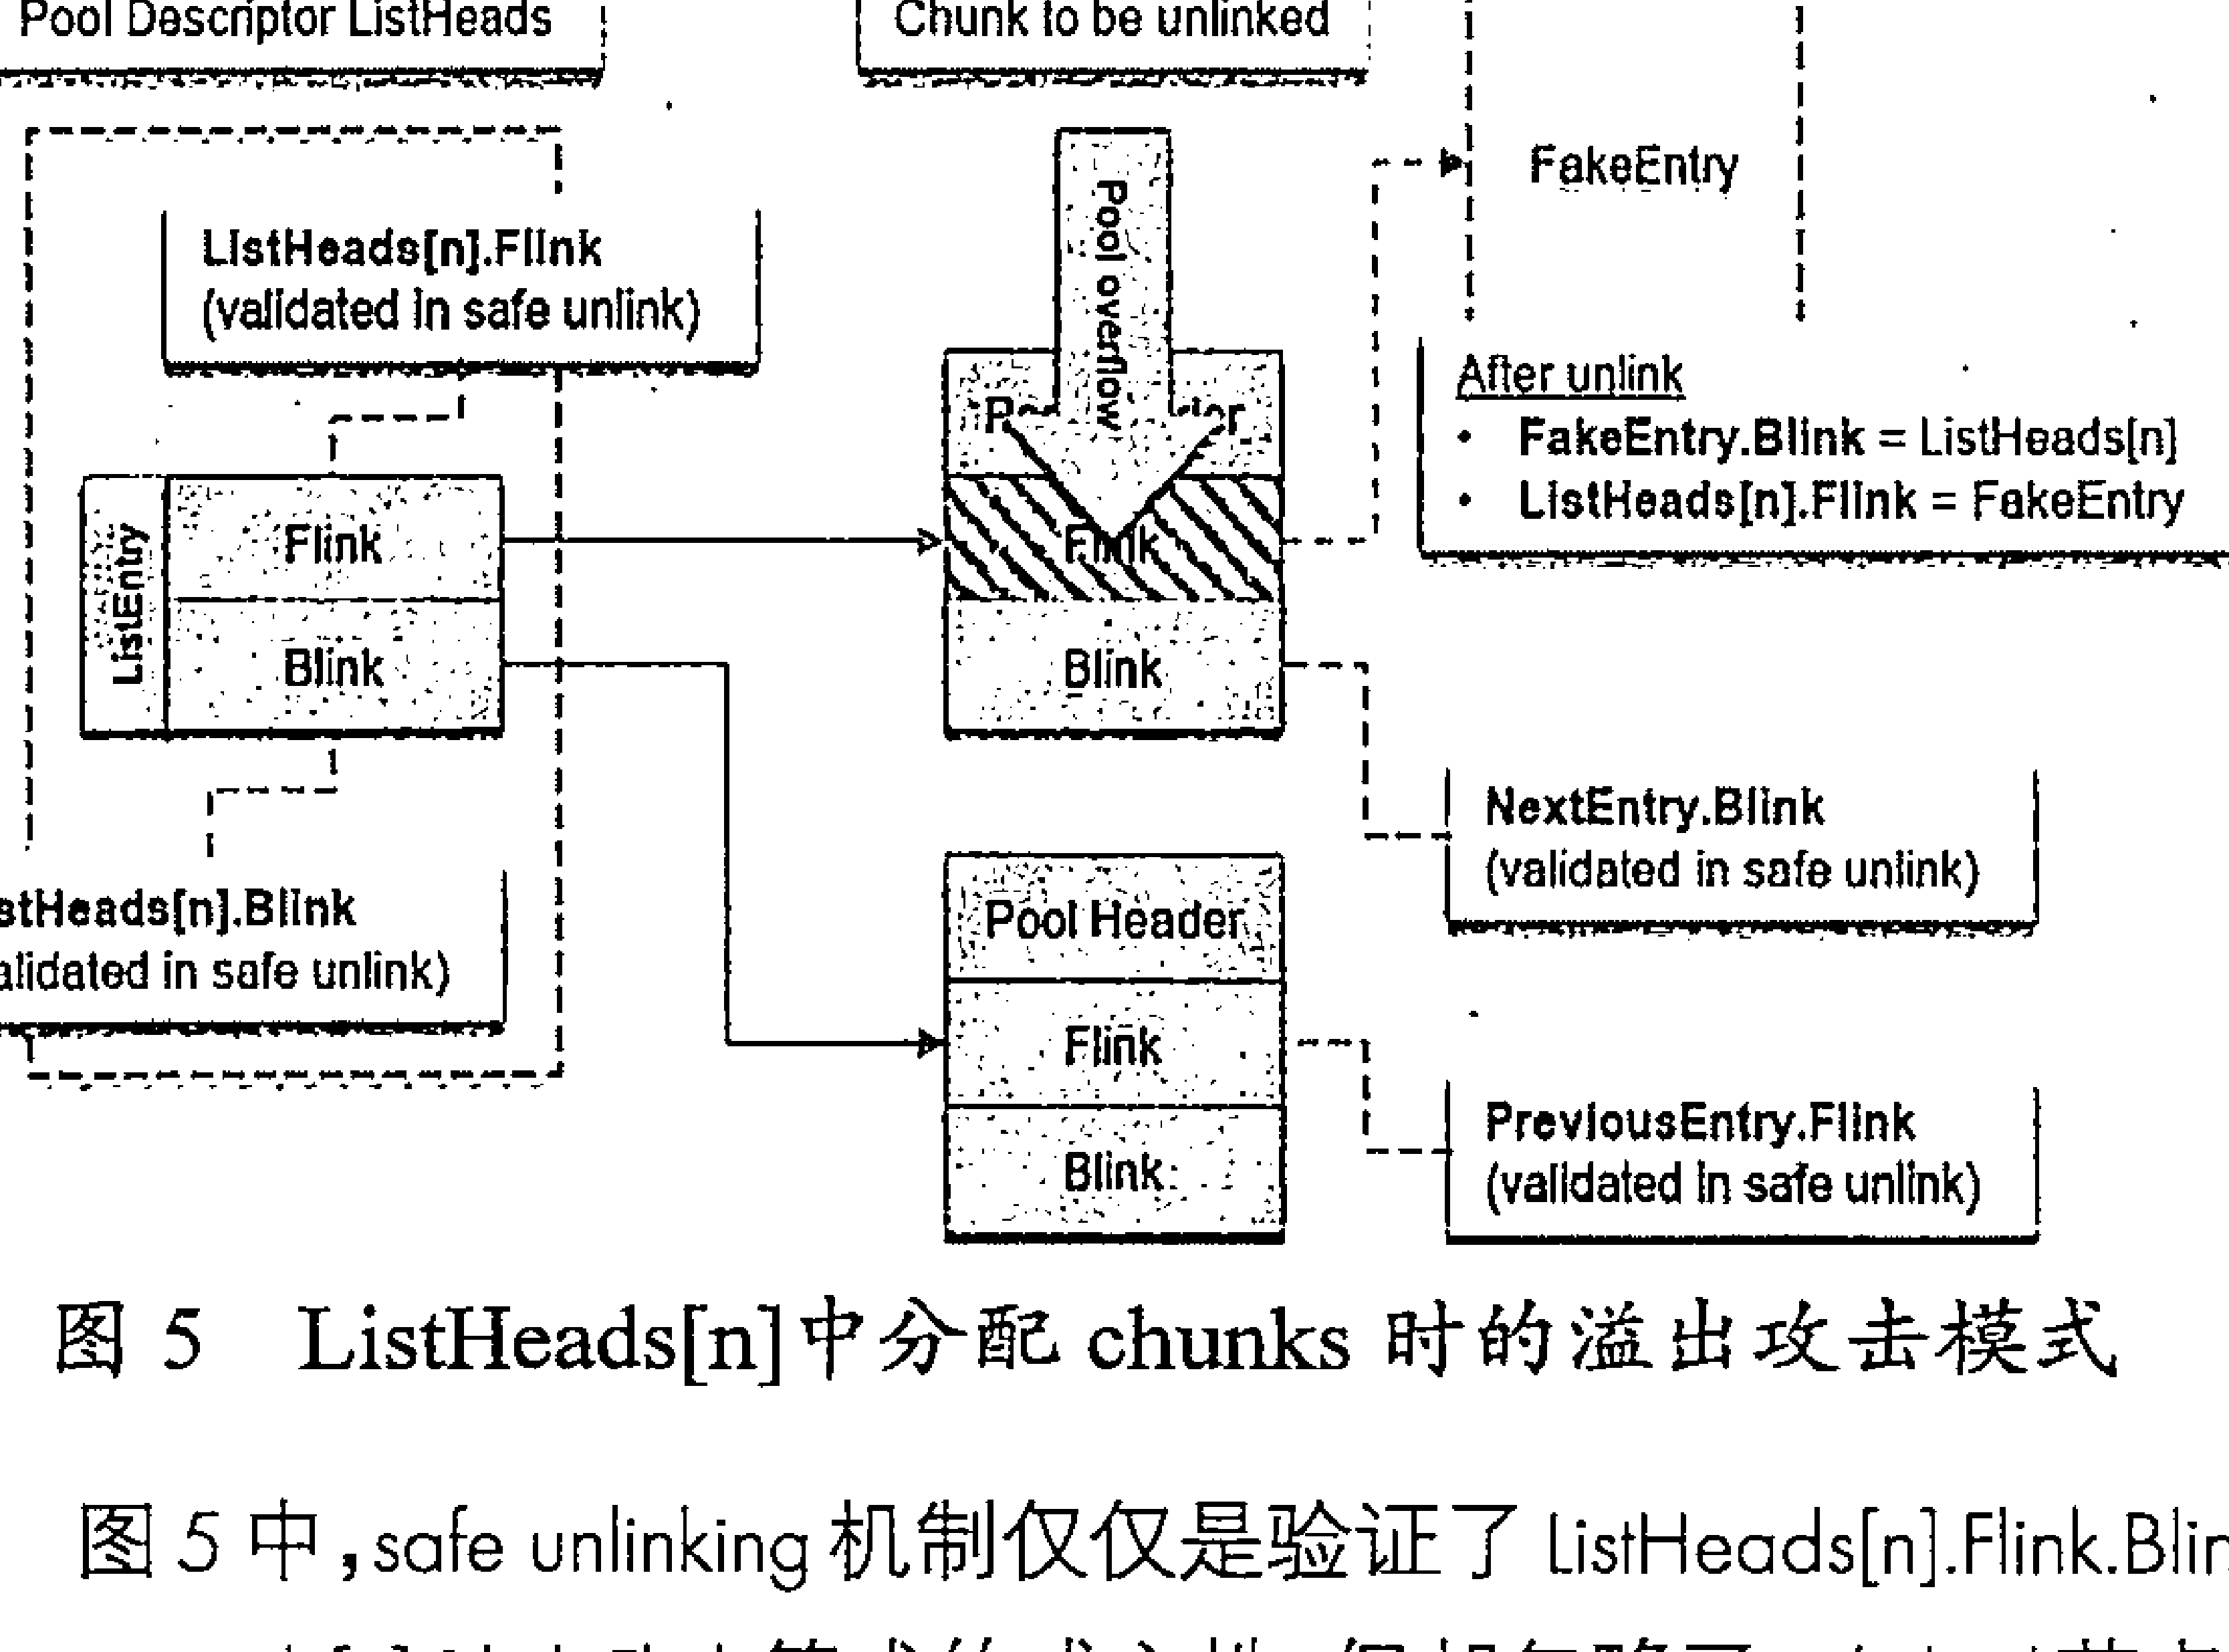 Pool Descriptor ListHeads
Chunk to be unlinked
FakeEntry
Pool overflow
ListHeads[n].Flink
(validated in safe unlink)
After unlink
• FakeEntry.Blink = ListHeads[n]
• ListHeads[n].Flink = FakeEntry
ListEntry
Flink
Blink
Flink
Blink
NextEntry.Blink
(validated in safe unlink)
stHeads[n].Blink
alidated in safe unlink)
Pool Header
Flink
Blink
PreviousEntry.Flink
(validated in safe unlink)
图 5 ListHeads[n]中分配 chunks 时的溢出攻击模式
图 5 中,safe unlinking 机制仅仅是验证了 ListHeads[n].Flink.Blin